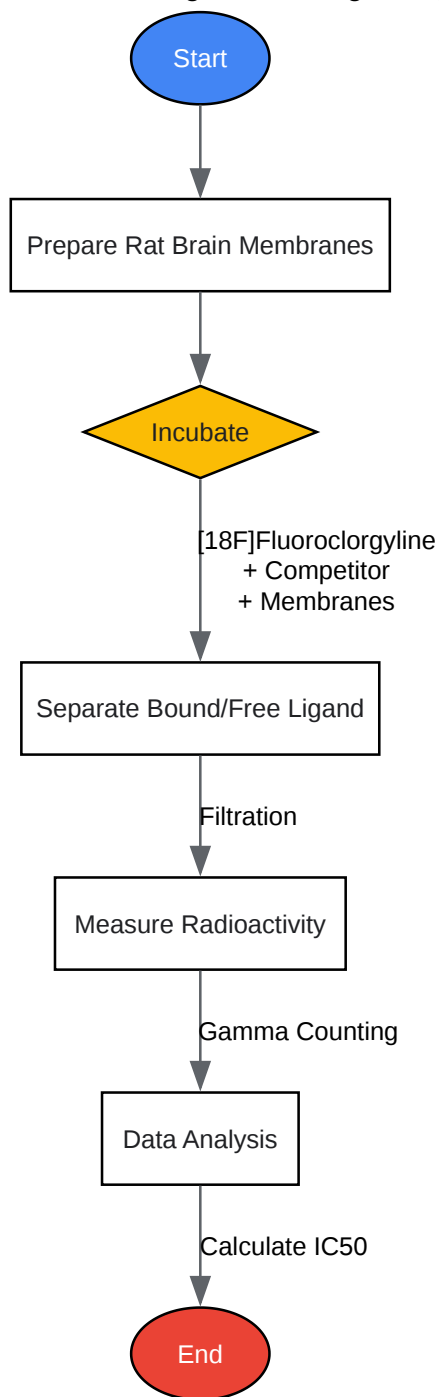 Start
Prepare Rat Brain Membranes
Incubate
[18F]Fluoroclorgyline
+ Competitor
+ Membranes
Separate Bound/Free Ligand
Filtration
Measure Radioactivity
Gamma Counting
Data Analysis
Calculate IC50
End